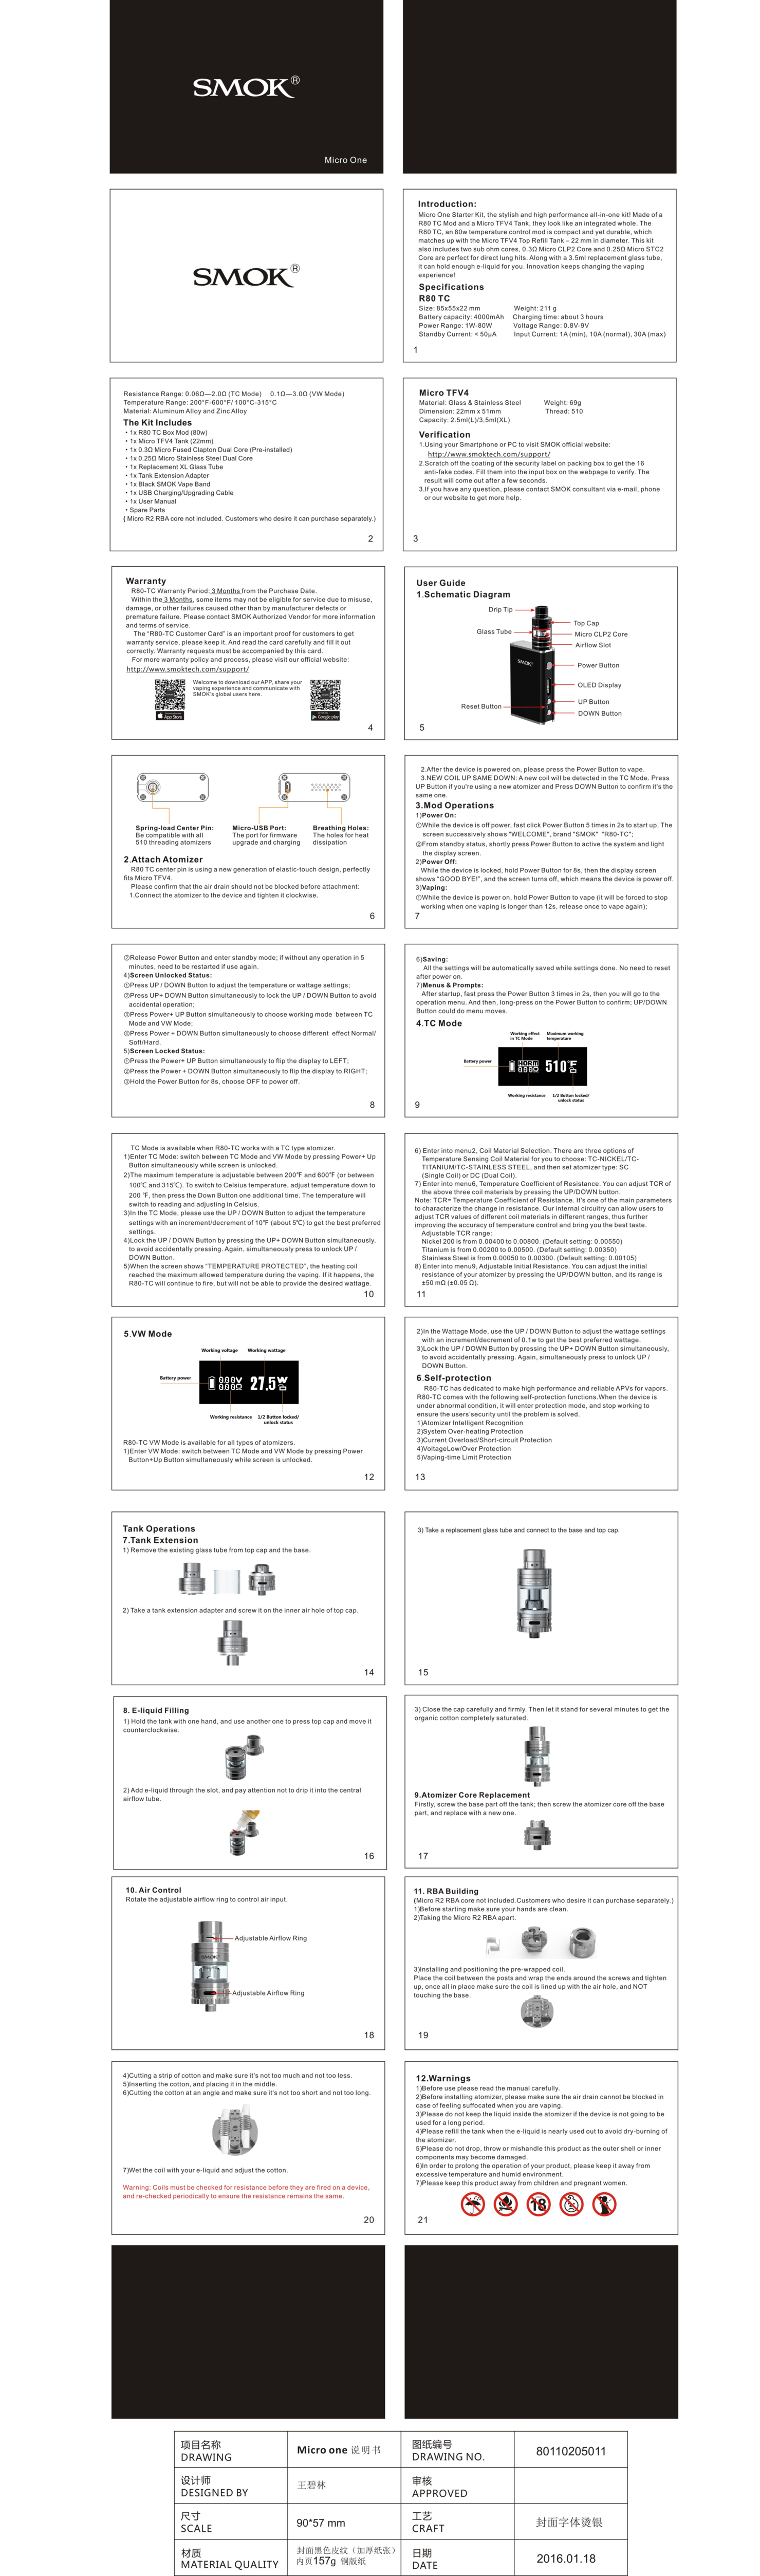 SMOK®
Micro One
SMOK®
Introduction:
Micro One Starter Kit, the stylish and high performance all-in-one kit! Made of a
R80 TC Mod and a Micro TFV4 Tank, they look like an integrated whole. The
R80 TC, an 80w temperature control mod is compact and yet durable, which
matches up with the Micro TFV4 Top Refill Tank – 22 mm in diameter. This kit
also includes two sub ohm cores, 0.3Ω Micro CLP2 Core and 0.25Ω Micro STC2
Core are perfect for direct lung hits. Along with a 3.5ml replacement glass tube,
it can hold enough e-liquid for you. Innovation keeps changing the vaping
experience!
Specifications
R80 TC
Size: 85x55x22 mm Weight: 211 g
Battery capacity: 4000mAh Charging time: about 3 hours
Power Range: 1W-80W Voltage Range: 0.8V-9V
Standby Current: < 50μA Input Current: 1A (min), 10A (normal), 30A (max)
1
Resistance Range: 0.06Ω—2.0Ω (TC Mode) 0.1Ω—3.0Ω (VW Mode)
Temperature Range: 200°F-600°F/ 100°C-315°C
Material: Aluminum Alloy and Zinc Alloy
The Kit Includes
• 1x R80 TC Box Mod (80w)
• 1x Micro TFV4 Tank (22mm)
• 1x 0.3Ω Micro Fused Clapton Dual Core (Pre-installed)
• 1x 0.25Ω Micro Stainless Steel Dual Core
• 1x Replacement XL Glass Tube
• 1x Tank Extension Adapter
• 1x Black SMOK Vape Band
• 1x USB Charging/Upgrading Cable
• 1x User Manual
• Spare Parts
( Micro R2 RBA core not included. Customers who desire it can purchase separately.)
2
Micro TFV4
Material: Glass & Stainless Steel Weight: 69g
Dimension: 22mm x 51mm Thread: 510
Capacity: 2.5ml(L)/3.5ml(XL)
Verification
1.Using your Smartphone or PC to visit SMOK official website:
http://www.smoktech.com/support/
2.Scratch off the coating of the security label on packing box to get the 16
anti-fake codes. Fill them into the input box on the webpage to verify. The
result will come out after a few seconds.
3.If you have any question, please contact SMOK consultant via e-mail, phone
or our website to get more help.
3
Warranty
R80-TC Warranty Period: 3 Months from the Purchase Date.
Within the 3 Months, some items may not be eligible for service due to misuse,
damage, or other failures caused other than by manufacturer defects or
premature failure. Please contact SMOK Authorized Vendor for more information
and terms of service.
The “R80-TC Customer Card” is an important proof for customers to get
warranty service, please keep it. And read the card carefully and fill it out
correctly. Warranty requests must be accompanied by this card.
For more warranty policy and process, please visit our official website:
http://www.smoktech.com/support/
Welcome to download our APP, share your
vaping experience and communicate with
SMOK's global users here.
App Store
Google play
4
User Guide
1.Schematic Diagram
Drip Tip
Top Cap
Glass Tube
Micro CLP2 Core
Airflow Slot
SMOK
Power Button
OLED Display
UP Button
Reset Button
DOWN Button
5
Spring-load Center Pin:
Be compatible with all
510 threading atomizers
Micro-USB Port:
The port for firmware
upgrade and charging
Breathing Holes:
The holes for heat
dissipation
2.Attach Atomizer
R80 TC center pin is using a new generation of elastic-touch design, perfectly
fits Micro TFV4.
Please confirm that the air drain should not be blocked before attachment:
1.Connect the atomizer to the device and tighten it clockwise.
6
2.After the device is powered on, please press the Power Button to vape.
3.NEW COIL UP SAME DOWN: A new coil will be detected in the TC Mode. Press
UP Button if you're using a new atomizer and Press DOWN Button to confirm it's the
same one.
3.Mod Operations
1)Power On:
①While the device is off power, fast click Power Button 5 times in 2s to start up. The
screen successively shows "WELCOME", brand "SMOK" "R80-TC";
②From standby status, shortly press Power Button to active the system and light
the display screen.
2)Power Off:
While the device is locked, hold Power Button for 8s, then the display screen
shows "GOOD BYE!", and the screen turns off, which means the device is power off.
3)Vaping:
①While the device is power on, hold Power Button to vape (it will be forced to stop
working when one vaping is longer than 12s, release once to vape again);
7
②Release Power Button and enter standby mode; if without any operation in 5
minutes, need to be restarted if use again.
4)Screen Unlocked Status:
①Press UP / DOWN Button to adjust the temperature or wattage settings;
②Press UP+ DOWN Button simultaneously to lock the UP / DOWN Button to avoid
accidental operation;
③Press Power+ UP Button simultaneously to choose working mode between TC
Mode and VW Mode;
④Press Power + DOWN Button simultaneously to choose different effect Normal/
Soft/Hard.
5)Screen Locked Status:
①Press the Power+ UP Button simultaneously to flip the display to LEFT;
②Press the Power + DOWN Button simultaneously to flip the display to RIGHT;
③Hold the Power Button for 8s, choose OFF to power off.
8
6)Saving:
All the settings will be automatically saved while settings done. No need to reset
after power on.
7)Menus & Prompts:
After startup, fast press the Power Button 3 times in 2s, then you will go to the
operation menu. And then, long-press on the Power Button to confirm; UP/DOWN
Button could do menu moves.
4.TC Mode
Working effect
in TC Mode
Maximum working
temperature
Battery power
NORM 510°F
Working resistance
1/2 Button locked/
unlock status
9
TC Mode is available when R80-TC works with a TC type atomizer.
1)Enter TC Mode: switch between TC Mode and VW Mode by pressing Power+ Up
Button simultaneously while screen is unlocked.
2)The maximum temperature is adjustable between 200℉ and 600℉ (or between
100℃ and 315℃). To switch to Celsius temperature, adjust temperature down to
200 ℉, then press the Down Button one additional time. The temperature will
switch to reading and adjusting in Celsius.
3)In the TC Mode, please use the UP / DOWN Button to adjust the temperature
settings with an increment/decrement of 10℉ (about 5℃) to get the best preferred
settings.
4)Lock the UP / DOWN Button by pressing the UP+ DOWN Button simultaneously,
to avoid accidentally pressing. Again, simultaneously press to unlock UP /
DOWN Button.
5)When the screen shows "TEMPERATURE PROTECTED", the heating coil
reached the maximum allowed temperature during the vaping. If it happens, the
R80-TC will continue to fire, but will not be able to provide the desired wattage.
10
6) Enter into menu2, Coil Material Selection. There are three options of
Temperature Sensing Coil Material for you to choose: TC-NICKEL/TC-
TITANIUM/TC-STAINLESS STEEL, and then set atomizer type: SC
(Single Coil) or DC (Dual Coil).
7) Enter into menu6, Temperature Coefficient of Resistance. You can adjust TCR of
the above three coil materials by pressing the UP/DOWN button.
Note: TCR= Temperature Coefficient of Resistance. It's one of the main parameters
to characterize the change in resistance. Our internal circuitry can allow users to
adjust TCR values of different coil materials in different ranges, thus further
improving the accuracy of temperature control and bring you the best taste.
Adjustable TCR range:
Nickel 200 is from 0.00400 to 0.00800. (Default setting: 0.00550)
Titanium is from 0.00200 to 0.00500. (Default setting: 0.00350)
Stainless Steel is from 0.00050 to 0.00300. (Default setting: 0.00105)
8) Enter into menu9, Adjustable Initial Resistance. You can adjust the initial
resistance of your atomizer by pressing the UP/DOWN button, and its range is
±50 mΩ (±0.05 Ω).
11
5.VW Mode
Working voltage Working wattage
Battery power
0.00V
0.00Ω
27.5W
Working resistance
1/2 Button locked/
unlock status
R80-TC VW Mode is available for all types of atomizers.
1)Enter VW Mode: switch between TC Mode and VW Mode by pressing Power
Button+Up Button simultaneously while screen is unlocked.
12
2)In the Wattage Mode, use the UP / DOWN Button to adjust the wattage settings
with an increment/decrement of 0.1w to get the best preferred wattage.
3)Lock the UP / DOWN Button by pressing the UP+ DOWN Button simultaneously,
to avoid accidentally pressing. Again, simultaneously press to unlock UP /
DOWN Button.
6.Self-protection
R80-TC has dedicated to make high performance and reliable APVs for vapors.
R80-TC comes with the following self-protection functions.When the device is
under abnormal condition, it will enter protection mode, and stop working to
ensure the users'security until the problem is solved.
1)Atomizer Intelligent Recognition
2)System Over-heating Protection
3)Current Overload/Short-circuit Protection
4)VoltageLow/Over Protection
5)Vaping-time Limit Protection
13
Tank Operations
7.Tank Extension
1) Remove the existing glass tube from top cap and the base.
2) Take a tank extension adapter and screw it on the inner air hole of top cap.
14
3) Take a replacement glass tube and connect to the base and top cap.
15
8. E-liquid Filling
1) Hold the tank with one hand, and use another one to press top cap and move it
counterclockwise.
2) Add e-liquid through the slot, and pay attention not to drip it into the central
airflow tube.
16
3) Close the cap carefully and firmly. Then let it stand for several minutes to get the
organic cotton completely saturated.
9.Atomizer Core Replacement
Firstly, screw the base part off the tank; then screw the atomizer core off the base
part, and replace with a new one.
17
10. Air Control
Rotate the adjustable airflow ring to control air input.
Adjustable Airflow Ring
SMOK
Adjustable Airflow Ring
18
11. RBA Building
(Micro R2 RBA core not included.Customers who desire it can purchase separately.)
1)Before starting make sure your hands are clean.
2)Taking the Micro R2 RBA apart.
3)Installing and positioning the pre-wrapped coil.
Place the coil between the posts and wrap the ends around the screws and tighten
up, once all in place make sure the coil is lined up with the air hole, and NOT
touching the base.
19
4)Cutting a strip of cotton and make sure it's not too much and not too less.
5)Inserting the cotton, and placing it in the middle.
6)Cutting the cotton at an angle and make sure it's not too short and not too long.
7)Wet the coil with your e-liquid and adjust the cotton.
Warning: Coils must be checked for resistance before they are fired on a device,
and re-checked periodically to ensure the resistance remains the same.
20
12.Warnings
1)Before use please read the manual carefully.
2)Before installing atomizer, please make sure the air drain cannot be blocked in
case of feeling suffocated when you are vaping.
3)Please do not keep the liquid inside the atomizer if the device is not going to be
used for a long period.
4)Please refill the tank when the e-liquid is nearly used out to avoid dry-burning of
the atomizer.
5)Please do not drop, throw or mishandle this product as the outer shell or inner
components may become damaged.
6)In order to prolong the operation of your product, please keep it away from
excessive temperature and humid environment.
7)Please keep this product away from children and pregnant women.
18
21
项目名称
DRAWING
Micro one 说明书
图纸编号
DRAWING NO.
80110205011
设计师
DESIGNED BY
王碧林
审核
APPROVED
尺寸
SCALE
90*57 mm
工艺
CRAFT
封面字体烫银
材质
MATERIAL QUALITY
封面黑色皮纹（加厚纸张）
内页157g 铜版纸
日期
DATE
2016.01.18